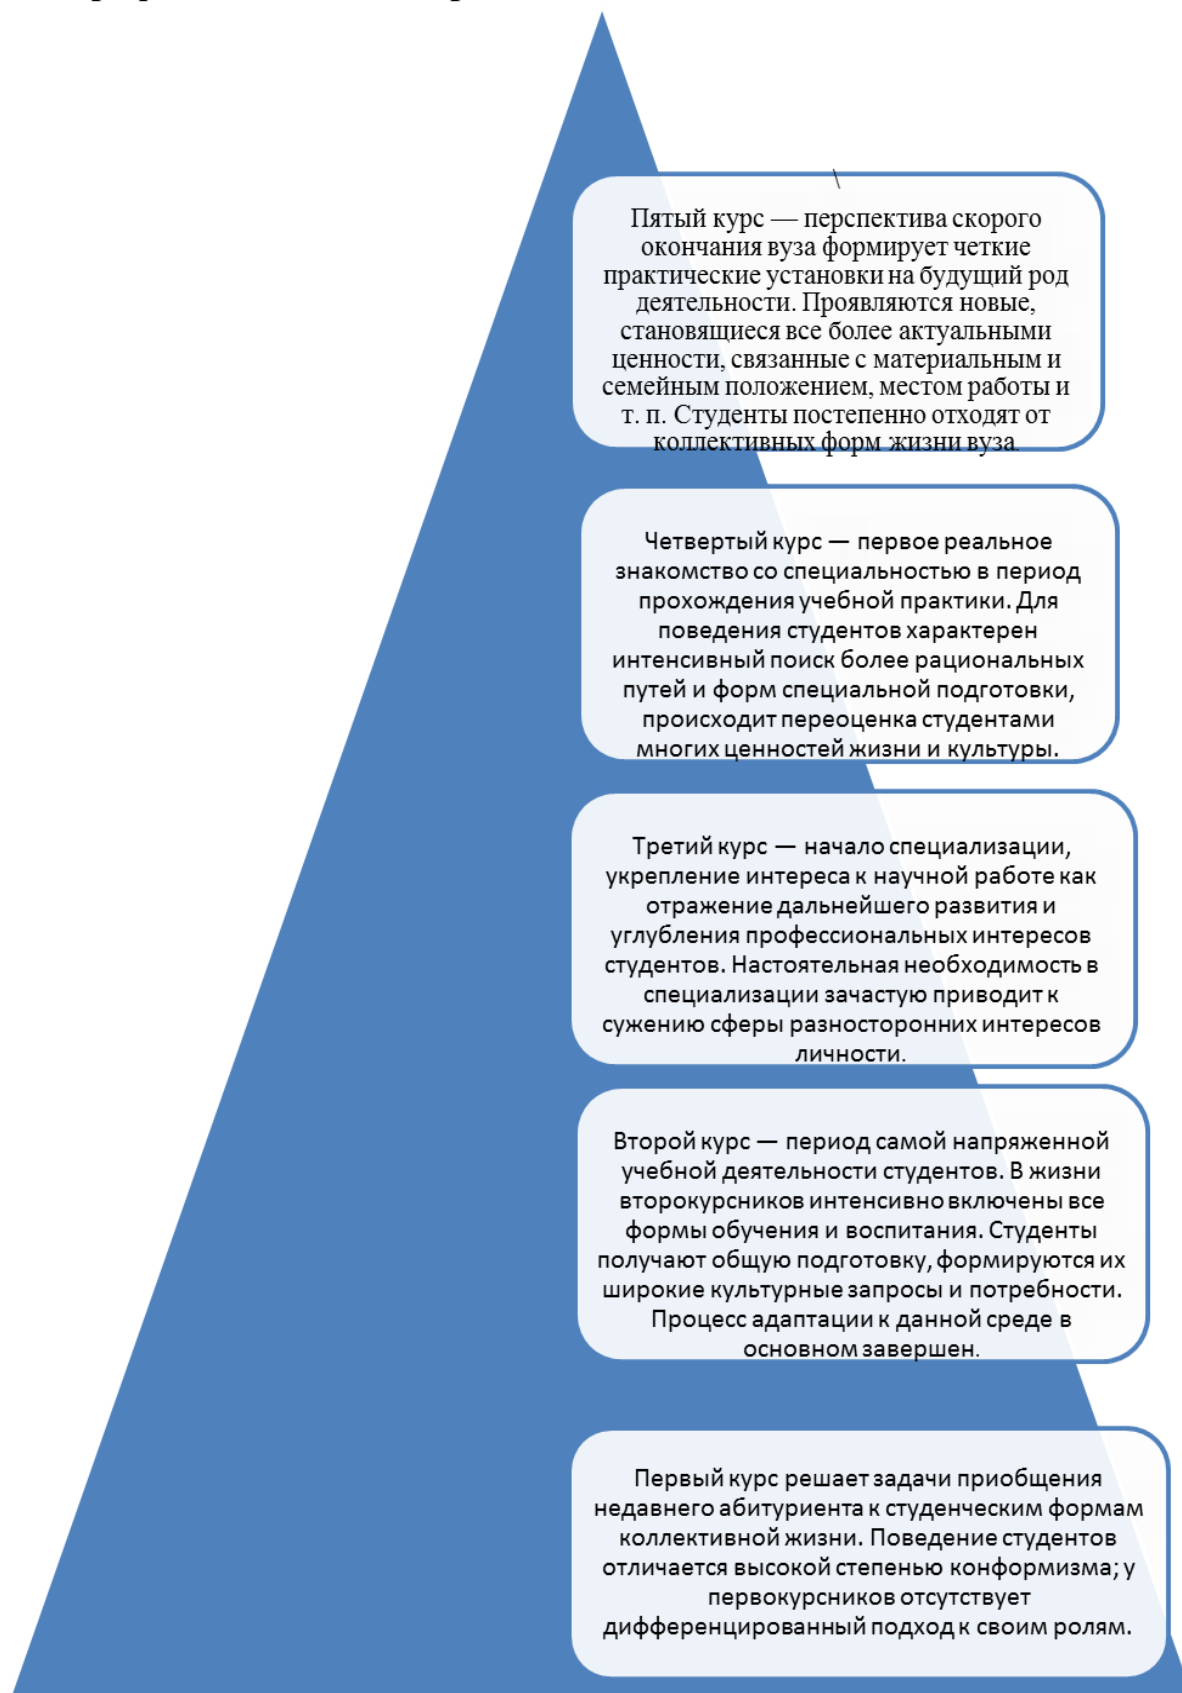 \
Пятый курс — перспектива скорого
окончания вуза формирует четкие
практические установки на будущий род
деятельности. Проявляются новые,
становящиеся все более актуальными
ценности, связанные с материальным и
семейным положением, местом работы и
т. п. Студенты постепенно отходят от
коллективных форм жизни вуза.
Четвертый курс — первое реальное
знакомство со специальностью в период
прохождения учебной практики. Для
поведения студентов характерен
интенсивный поиск более рациональных
путей и форм специальной подготовки,
происходит переоценка студентами
многих ценностей жизни и культуры.
Третий курс — начало специализации,
укрепление интереса к научной работе как
отражение дальнейшего развития и
углубления профессиональных интересов
студентов. Настоятельная необходимость в
специализации зачастую приводит к
сужению сферы разносторонних интересов
личности.
Второй курс — период самой напряженной
учебной деятельности студентов. В жизни
второкурсников интенсивно включены все
формы обучения и воспитания. Студенты
получают общую подготовку, формируются их
широкие культурные запросы и потребности.
Процесс адаптации к данной среде в
основном завершен.
Первый курс решает задачи приобщения
недавнего абитуриента к студенческим формам
коллективной жизни. Поведение студентов
отличается высокой степенью конформизма; у
первокурсников отсутствует
дифференцированный подход к своим ролям.